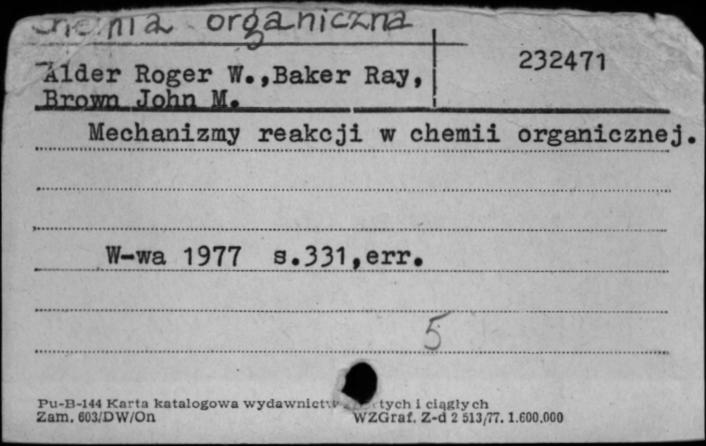 chemia organiczna
232471
Alder Roger W.,Baker Ray,
Brown John M.
Mechanizmy reakcji w chemii organicznej.
W-wa 1977 s.331,err.
5
Pu-B-144 Karta katalogowa wydawnictw i ciągłych
Zam. 603/DW/On WZGraf. Z-d 2 513/77. 1.600.000